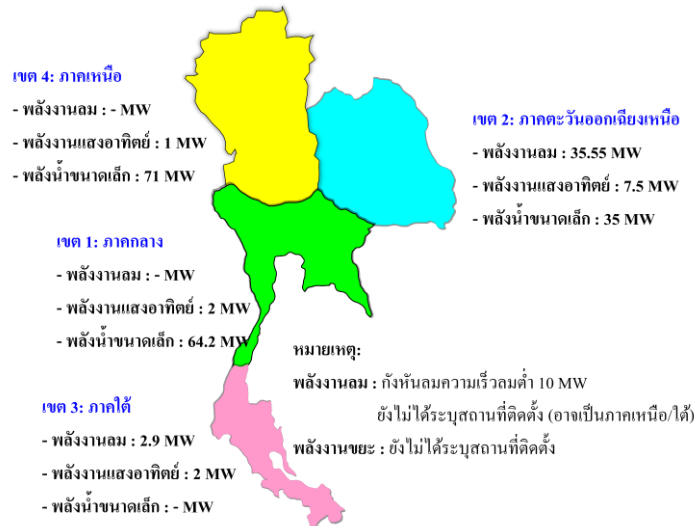 เขต 4: ภาคเหนือ
- พลังงานลม : - MW
- พลังงานแสงอาทิตย์ : 1 MW
- พลังน้ำขนาดเล็ก : 71 MW
เขต 2: ภาคตะวันออกเฉียงเหนือ
- พลังงานลม : 35.55 MW
- พลังงานแสงอาทิตย์ : 7.5 MW
- พลังน้ำขนาดเล็ก : 35 MW
เขต 1: ภาคกลาง
- พลังงานลม : - MW
- พลังงานแสงอาทิตย์ : 2 MW
- พลังน้ำขนาดเล็ก : 64.2 MW
เขต 3: ภาคใต้
- พลังงานลม : 2.9 MW
- พลังงานแสงอาทิตย์ : 2 MW
- พลังน้ำขนาดเล็ก : - MW
หมายเหตุ:
พลังงานลม : กังหันลมความเร็วลมต่ำ 10 MW
ยังไม่ได้ระบุสถานที่ติดตั้ง (อาจเป็นภาคเหนือ/ใต้)
พลังงานขยะ : ยังไม่ได้ระบุสถานที่ติดตั้ง